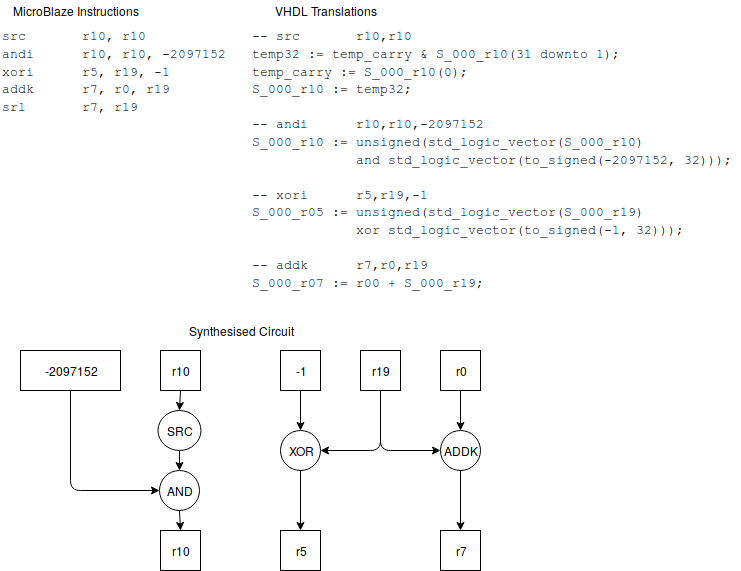 MicroBlaze Instructions
src r10, r10
andi r10, r10, -2097152
xori r5, r19, -1
addk r7, r0, r19
srl r7, r19
VHDL Translations
-- src r10,r10
temp32 := temp_carry & S_000_r10(31 downto 1);
temp_carry := S_000_r10(0);
S_000_r10 := temp32;
-- andi r10,r10,-2097152
S_000_r10 := unsigned(std_logic_vector(S_000_r10)
and std_logic_vector(to_signed(-2097152, 32)));
-- xori r5,r19,-1
S_000_r05 := unsigned(std_logic_vector(S_000_r19)
xor std_logic_vector(to_signed(-1, 32)));
-- addk r7,r0,r19
S_000_r07 := r00 + S_000_r19;
Synthesised Circuit
-2097152 r10 -1 r19 r0
SRC
XOR ADDK
AND
r10 r5 r7